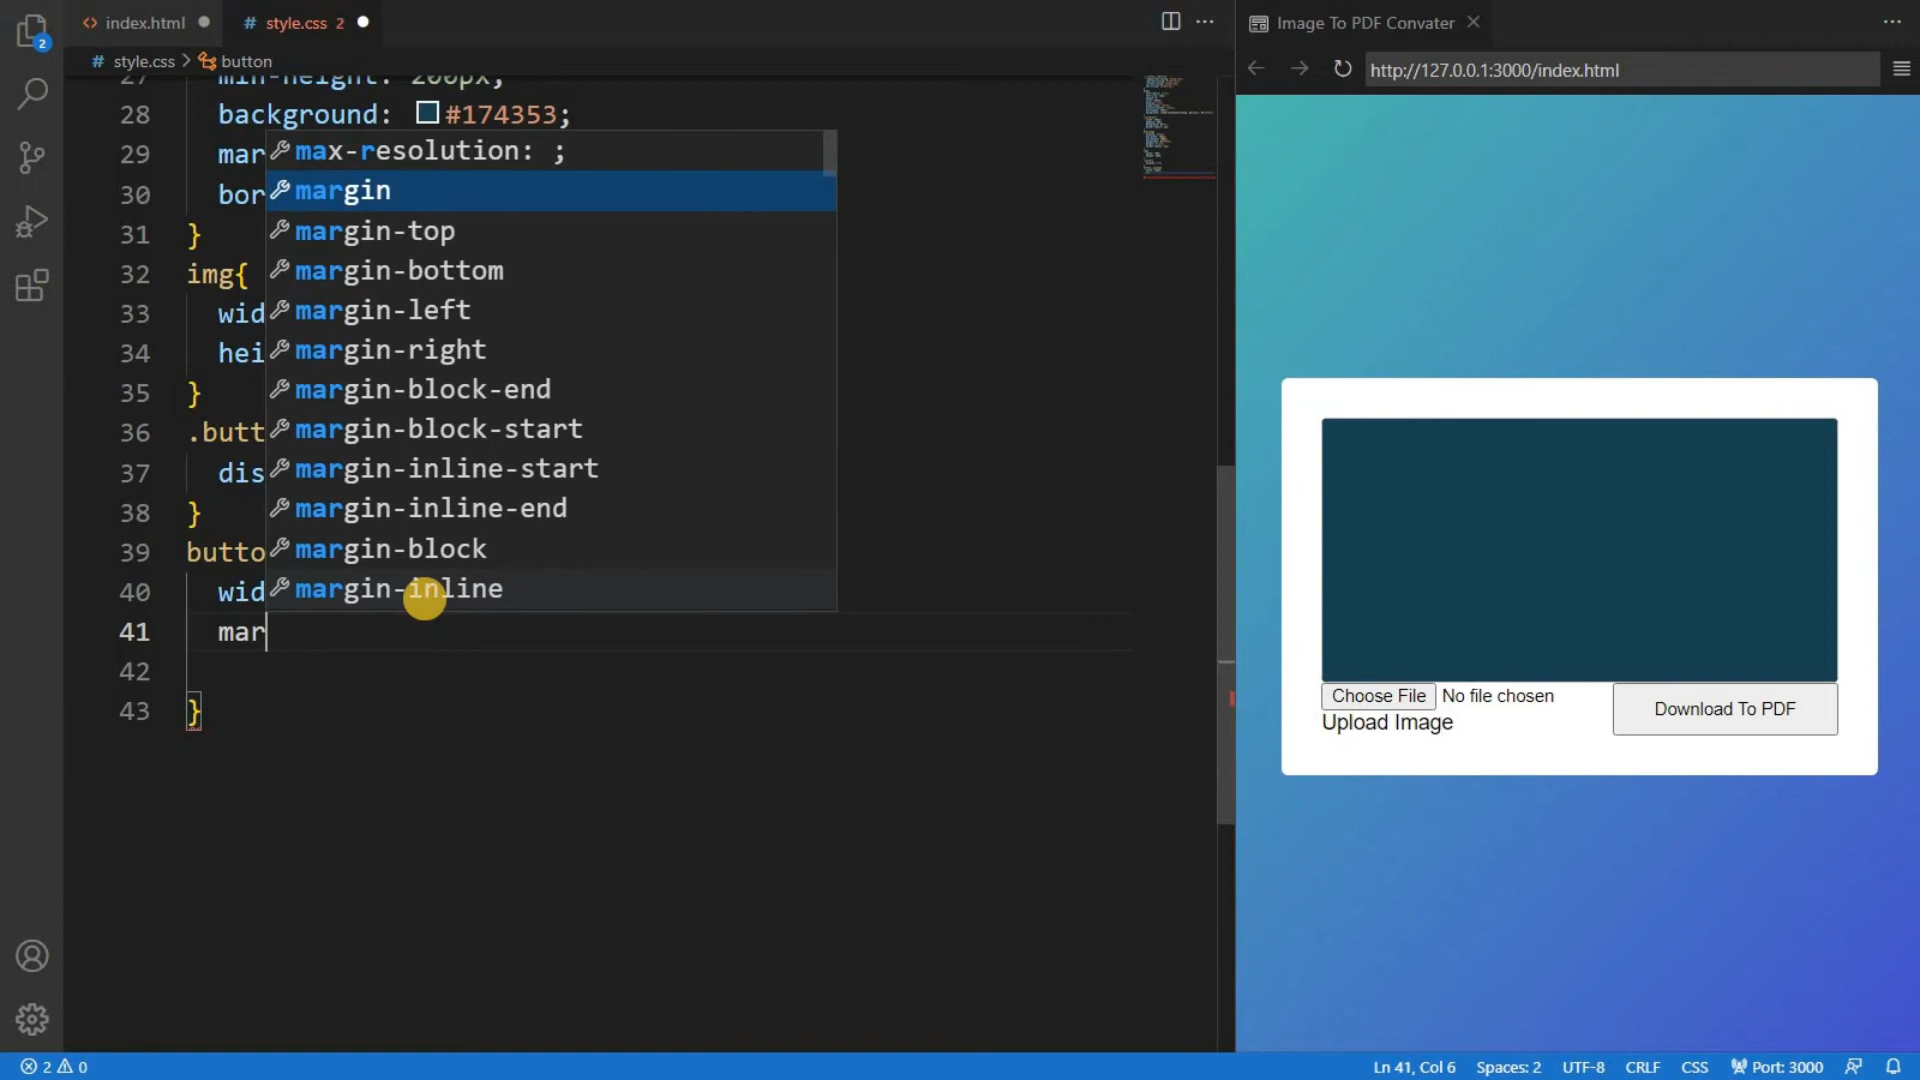 index.html
style.css 2
Image To PDF Convater
style.css > button
http://127.0.0.1:3000/index.html
2
27 min-height: 200px;
28 background: #174353;
29 mar
30 bor
31 }
32 img{
33 wid
34 hei
35 }
36 .butt
37 dis
38 }
39 butto
40 wid
41 mar
42
43 }
max-resolution: ;
margin
margin-top
margin-bottom
margin-left
margin-right
margin-block-end
margin-block-start
margin-inline-start
margin-inline-end
margin-block
margin-inline
Choose File No file chosen
Upload Image
Download To PDF
2 0
Ln 41, Col 6 Spaces: 2 UTF-8 CRLF CSS Port: 3000